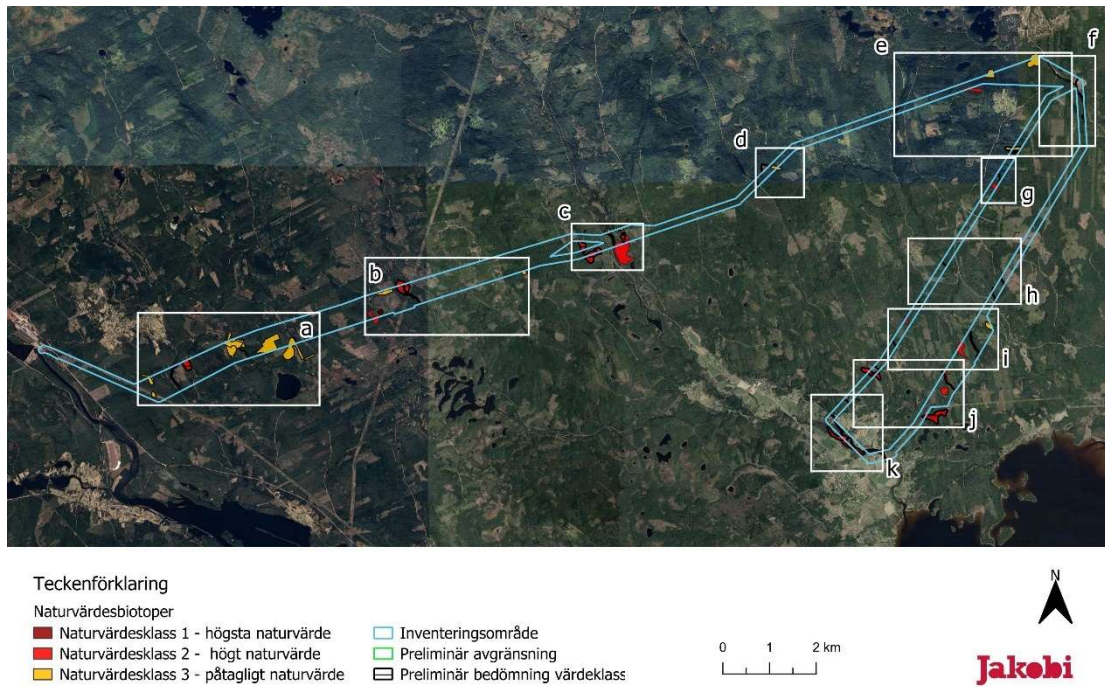 e
f
d
g
c
b
h
a
i
j
k
Teckenförklaring
Naturvärdesbiotoper
Naturvärdesklass 1 - högsta naturvärde
Naturvärdesklass 2 - högt naturvärde
Naturvärdesklass 3 - påtagligt naturvärde
Inventeringsområde
Preliminär avgränsning
Preliminär bedömning värdeklass
0 1 2 km
N
Jakobi